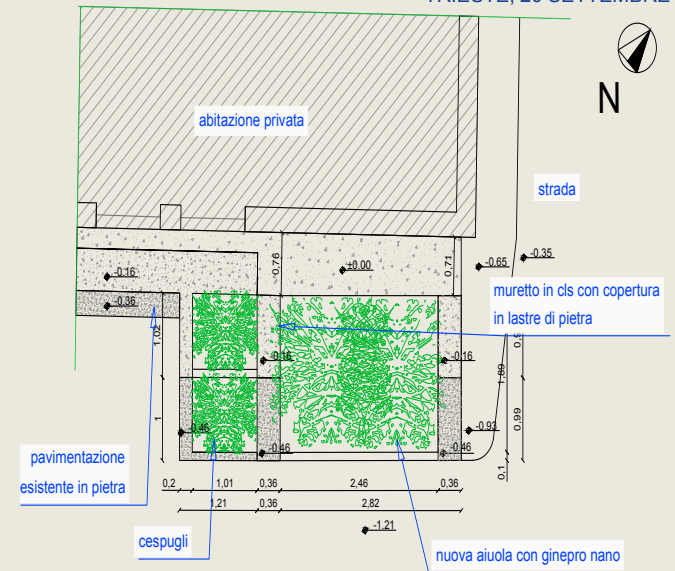 TRIESTE, 26 SETTEMBRE
N
abitazione privata
strada
-0.35
-0.65
±0.00
0,76
0,71
-0.16
-0.36
muretto in cls con copertura
in lastre di pietra
1,02
-0.16
-0.16
1,89
0,99
1
-0.46
-0.93
-0.46
-0.46
0,1
pavimentazione
esistente in pietra
0,2 1,01 0,36 2,46 0,36
1,21 0,36 2,82
-1.21
cespugli
nuova aiuola con ginepro nano